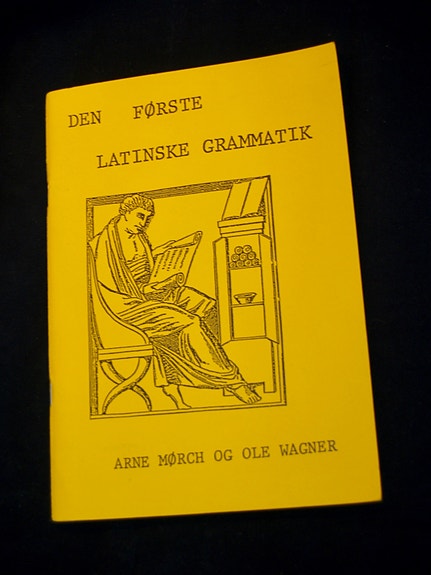 DEN FØRSTE
LATINSKE GRAMMATIK
ARNE MØRCH OG OLE WAGNER